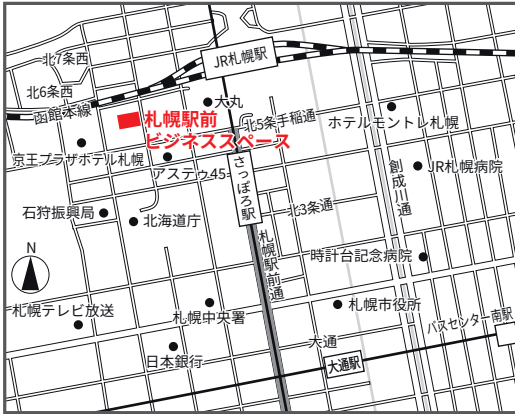 北7条西
JR札幌駅
北6条西
函館本線
大丸
札幌駅前
ビジネススペース
北5条手稲通
ホテルモントレ札幌
京王プラザホテル札幌
アスティ45
さっぽろ駅
創成川通
JR札幌病院
石狩振興局
北海道庁
北3条通
札幌駅前通
時計台記念病院
N
札幌テレビ放送
札幌中央署
札幌市役所
バスセンター南駅
大通
日本銀行
大通駅